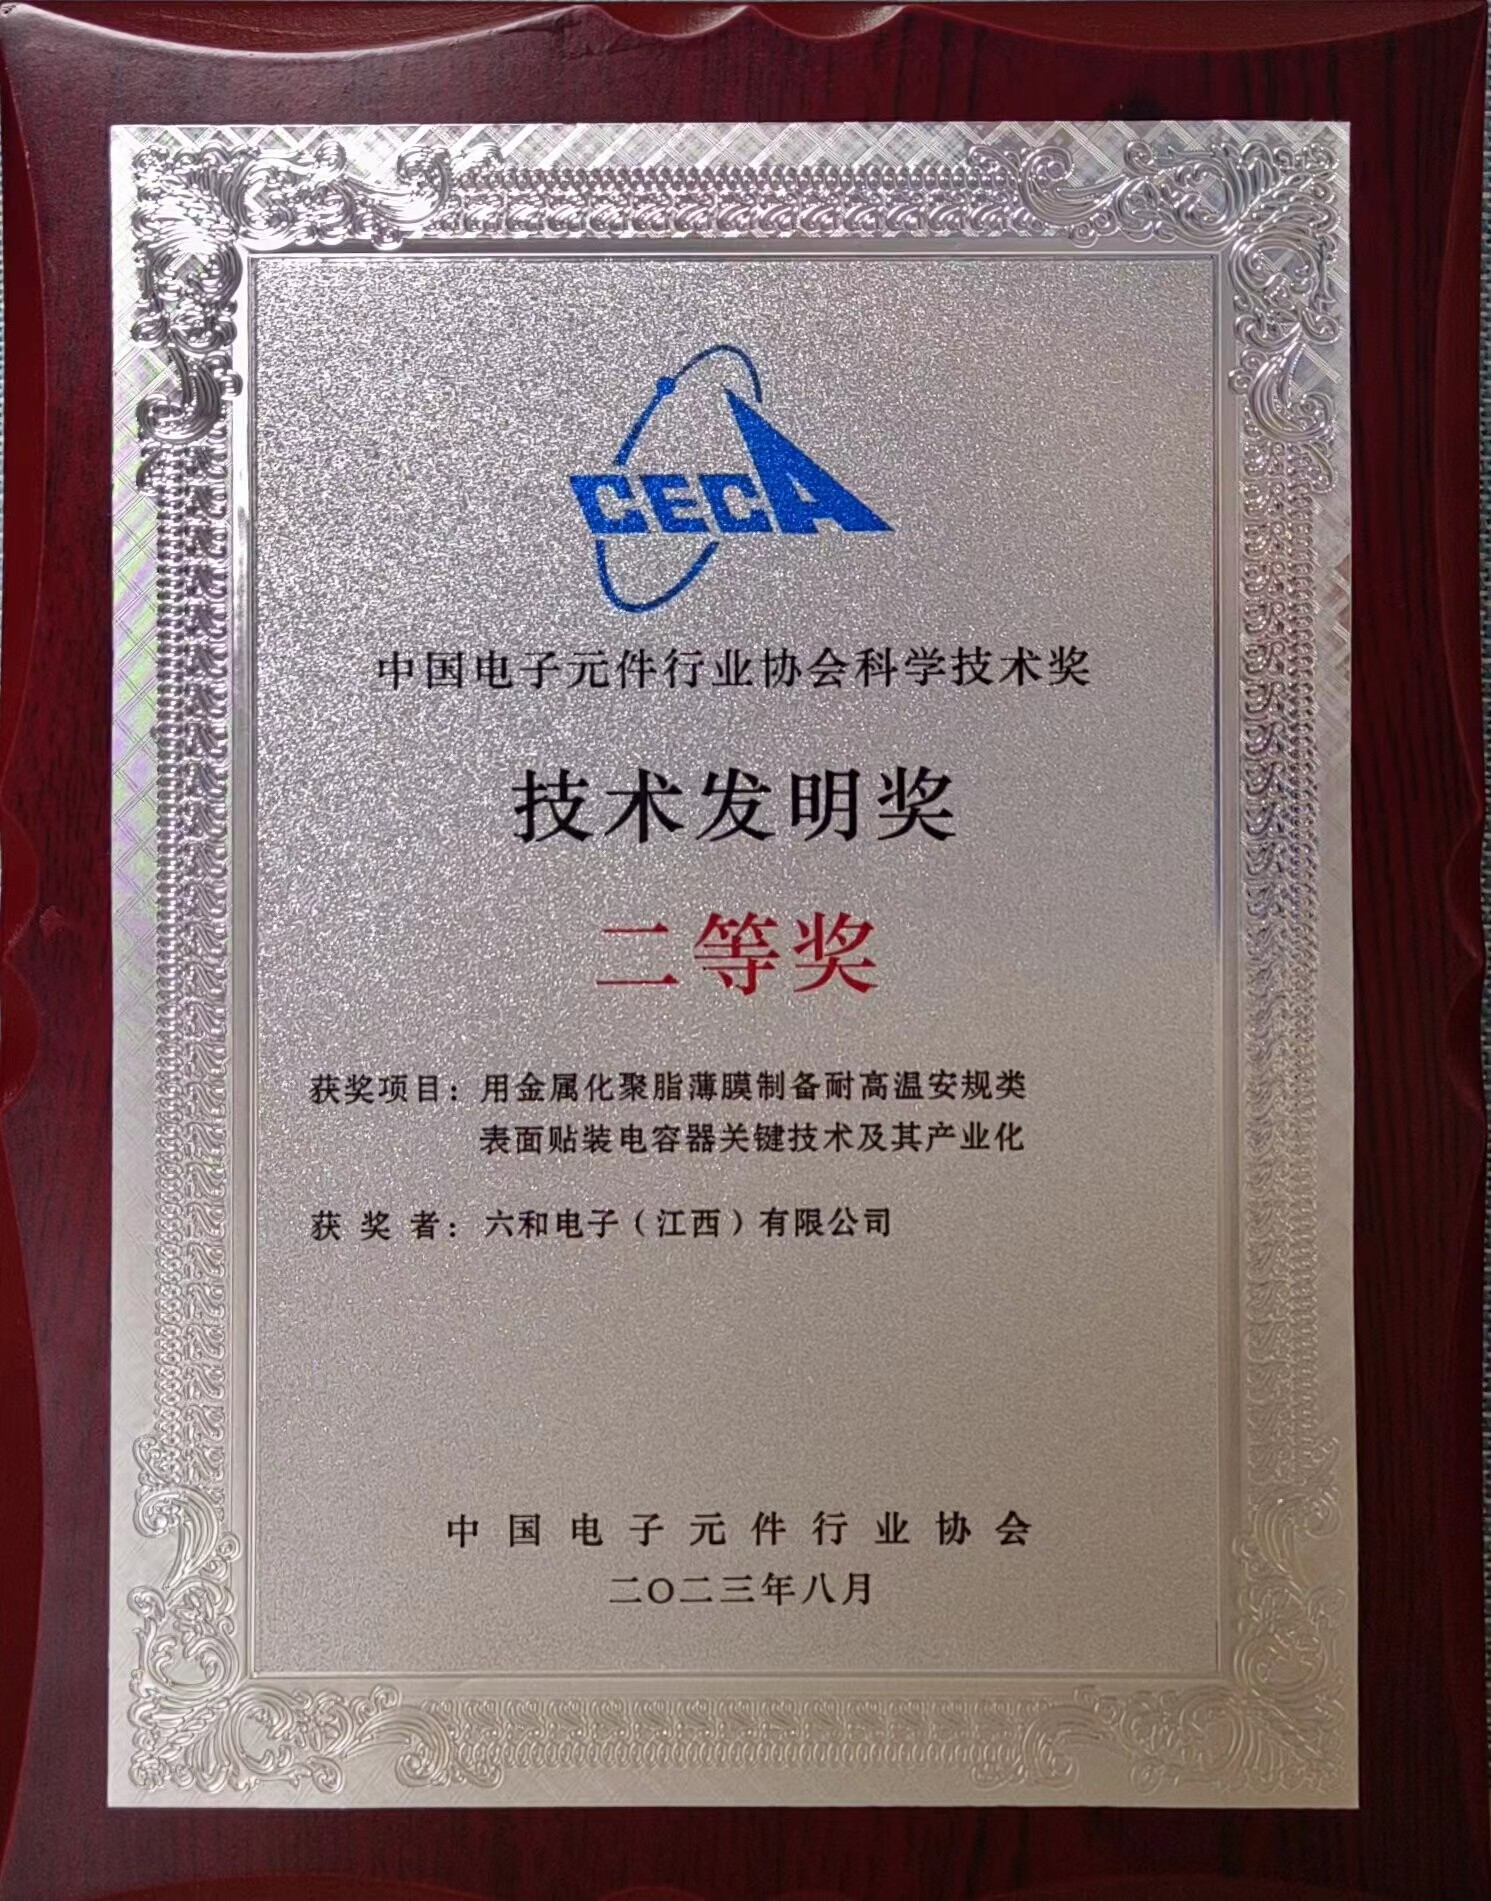 CECA
中国电子元件行业协会科学技术奖
技术发明奖
二等奖
获奖项目：用金属化聚脂薄膜制备耐高温安规类
表面贴装电容器关键技术及其产业化
获奖者：六和电子（江西）有限公司
中国电子元件行业协会
二〇二三年八月